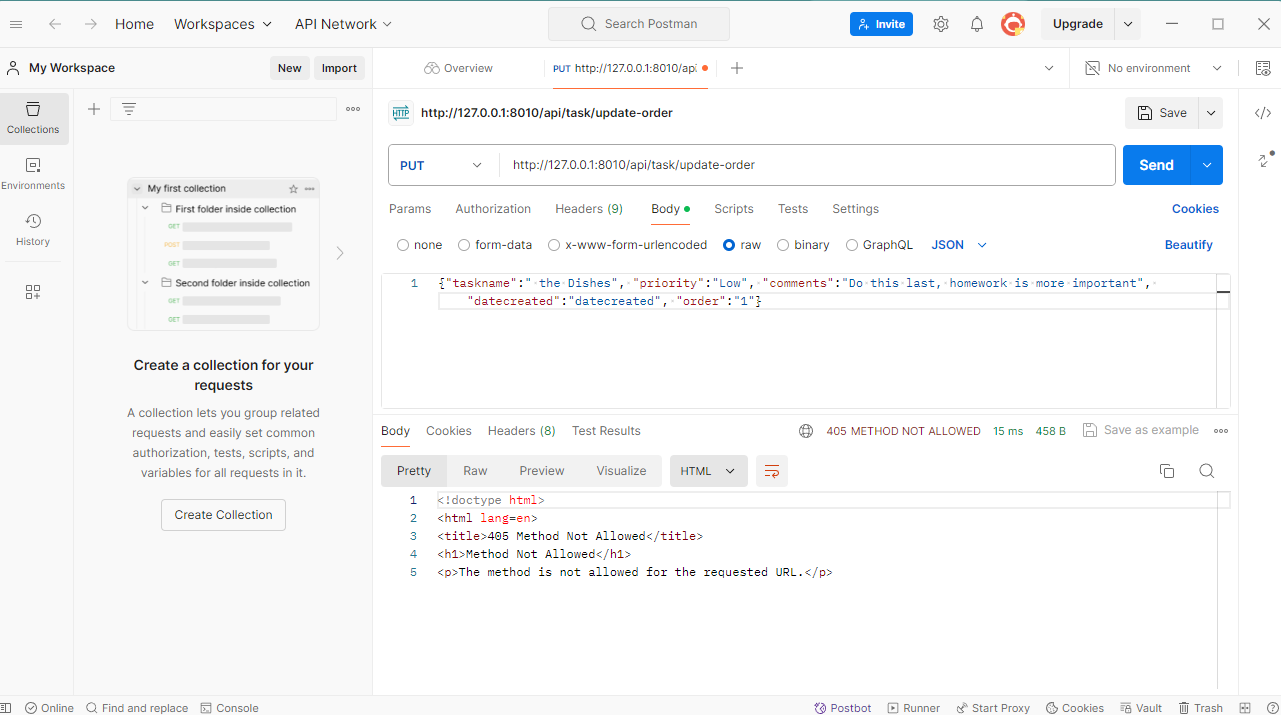 Home Workspaces API Network Search Postman Invite Upgrade
My Workspace New Import Overview PUT http://127.0.0.1:8010/api No environment
Collections
Environments
History
My first collection
First folder inside collection
GET
POST
GET
Second folder inside collection
GET
GET
Create a collection for your
requests
A collection lets you group related
requests and easily set common
authorization, tests, scripts, and
variables for all requests in it.
Create Collection
HTTP http://127.0.0.1:8010/api/task/update-order Save
PUT http://127.0.0.1:8010/api/task/update-order Send
Params Authorization Headers (9) Body Scripts Tests Settings Cookies
none form-data x-www-form-urlencoded raw binary GraphQL JSON Beautify
1 {"taskname":" the Dishes", "priority":"Low", "comments":"Do this last, homework is more important",
"datecreated":"datecreated", "order":"1"}
Body Cookies Headers (8) Test Results 405 METHOD NOT ALLOWED 15 ms 458 B Save as example
Pretty Raw Preview Visualize HTML
1 <!doctype html>
2 <html lang=en>
3 <title>405 Method Not Allowed</title>
4 <h1>Method Not Allowed</h1>
5 <p>The method is not allowed for the requested URL.</p>
Online Find and replace Console Postbot Runner Start Proxy Cookies Vault Trash